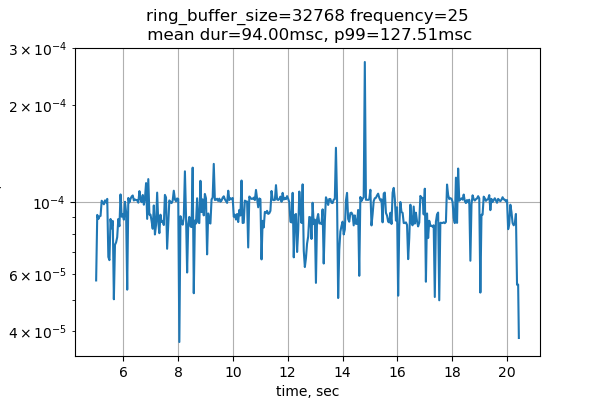 ring_buffer_size=32768 frequency=25
mean dur=94.00msc, p99=127.51msc
3 × 10⁻⁴
2 × 10⁻⁴
10⁻⁴
6 × 10⁻⁵
4 × 10⁻⁵
6 8 10 12 14 16 18 20
time, sec